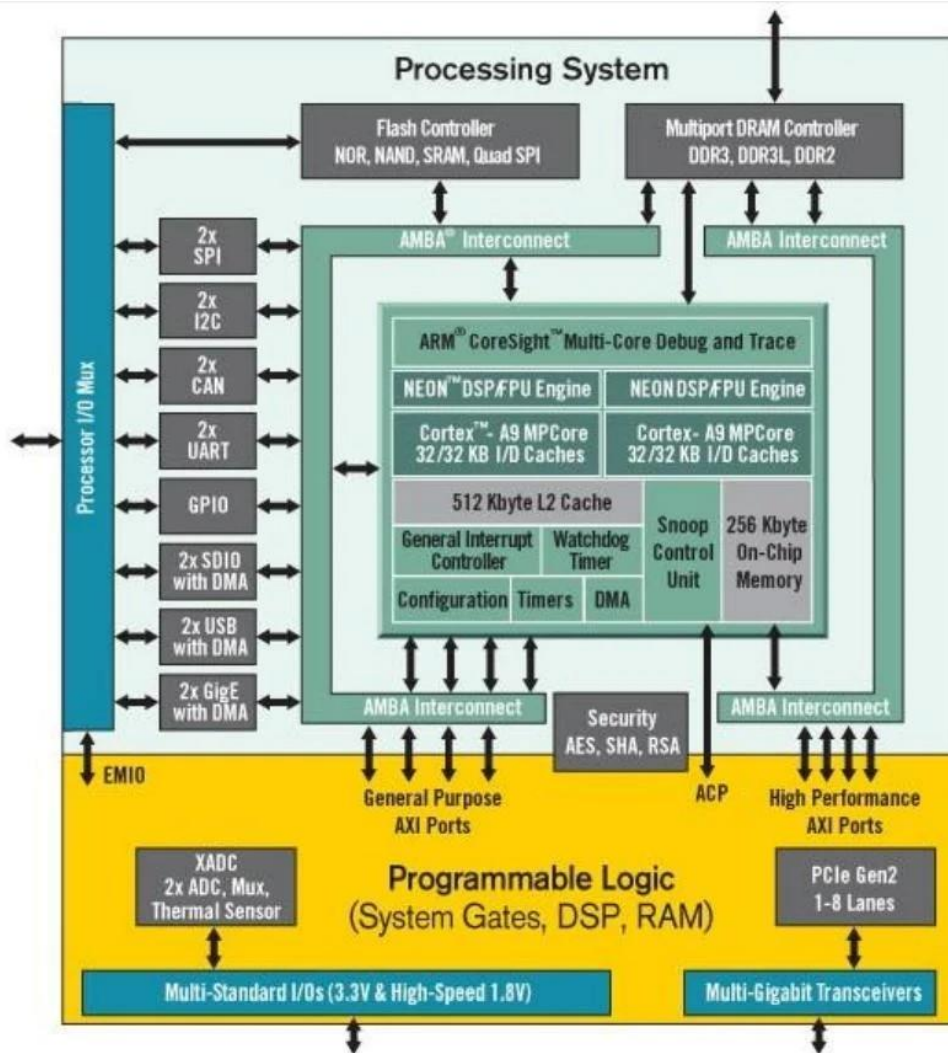 Processing System
Flash Controller
NOR, NAND, SRAM, Quad SPI
Multiport DRAM Controller
DDR3, DDR3L, DDR2
Processor I/O Mux
2x
SPI
2x
I2C
2x
CAN
2x
UART
GPIO
2x SDIO
with DMA
2x USB
with DMA
2x GigE
with DMA
AMBA® Interconnect
AMBA Interconnect
ARM® CoreSight™ Multi-Core Debug and Trace
NEON™ DSP/FPU Engine
NEON DSP/FPU Engine
Cortex™- A9 MPCore
32/32 KB I/D Caches
Cortex- A9 MPCore
32/32 KB I/D Caches
512 Kbyte L2 Cache
General Interrupt
Controller
Watchdog
Timer
Configuration
Timers
DMA
Snoop
Control
Unit
256 Kbyte
On-Chip
Memory
AMBA Interconnect
Security
AES, SHA, RSA
AMBA Interconnect
EMIO
General Purpose
AXI Ports
ACP
High Performance
AXI Ports
XADC
2x ADC, Mux,
Thermal Sensor
Programmable Logic
(System Gates, DSP, RAM)
PCIe Gen2
1-8 Lanes
Multi-Standard I/Os (3.3V & High-Speed 1.8V)
Multi-Gigabit Transceivers